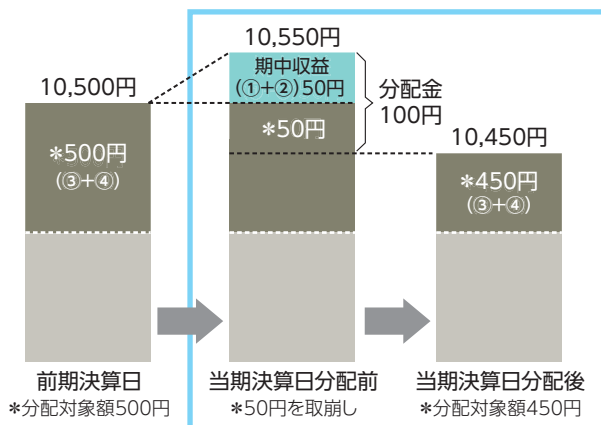 10,500円
*500円
(③+④)
前期決算日
*分配対象額500円
10,550円
期中収益
(①+②)50円
*50円
分配金
100円
当期決算日分配前
*50円を取崩し
10,450円
*450円
(③+④)
当期決算日分配後
*分配対象額450円